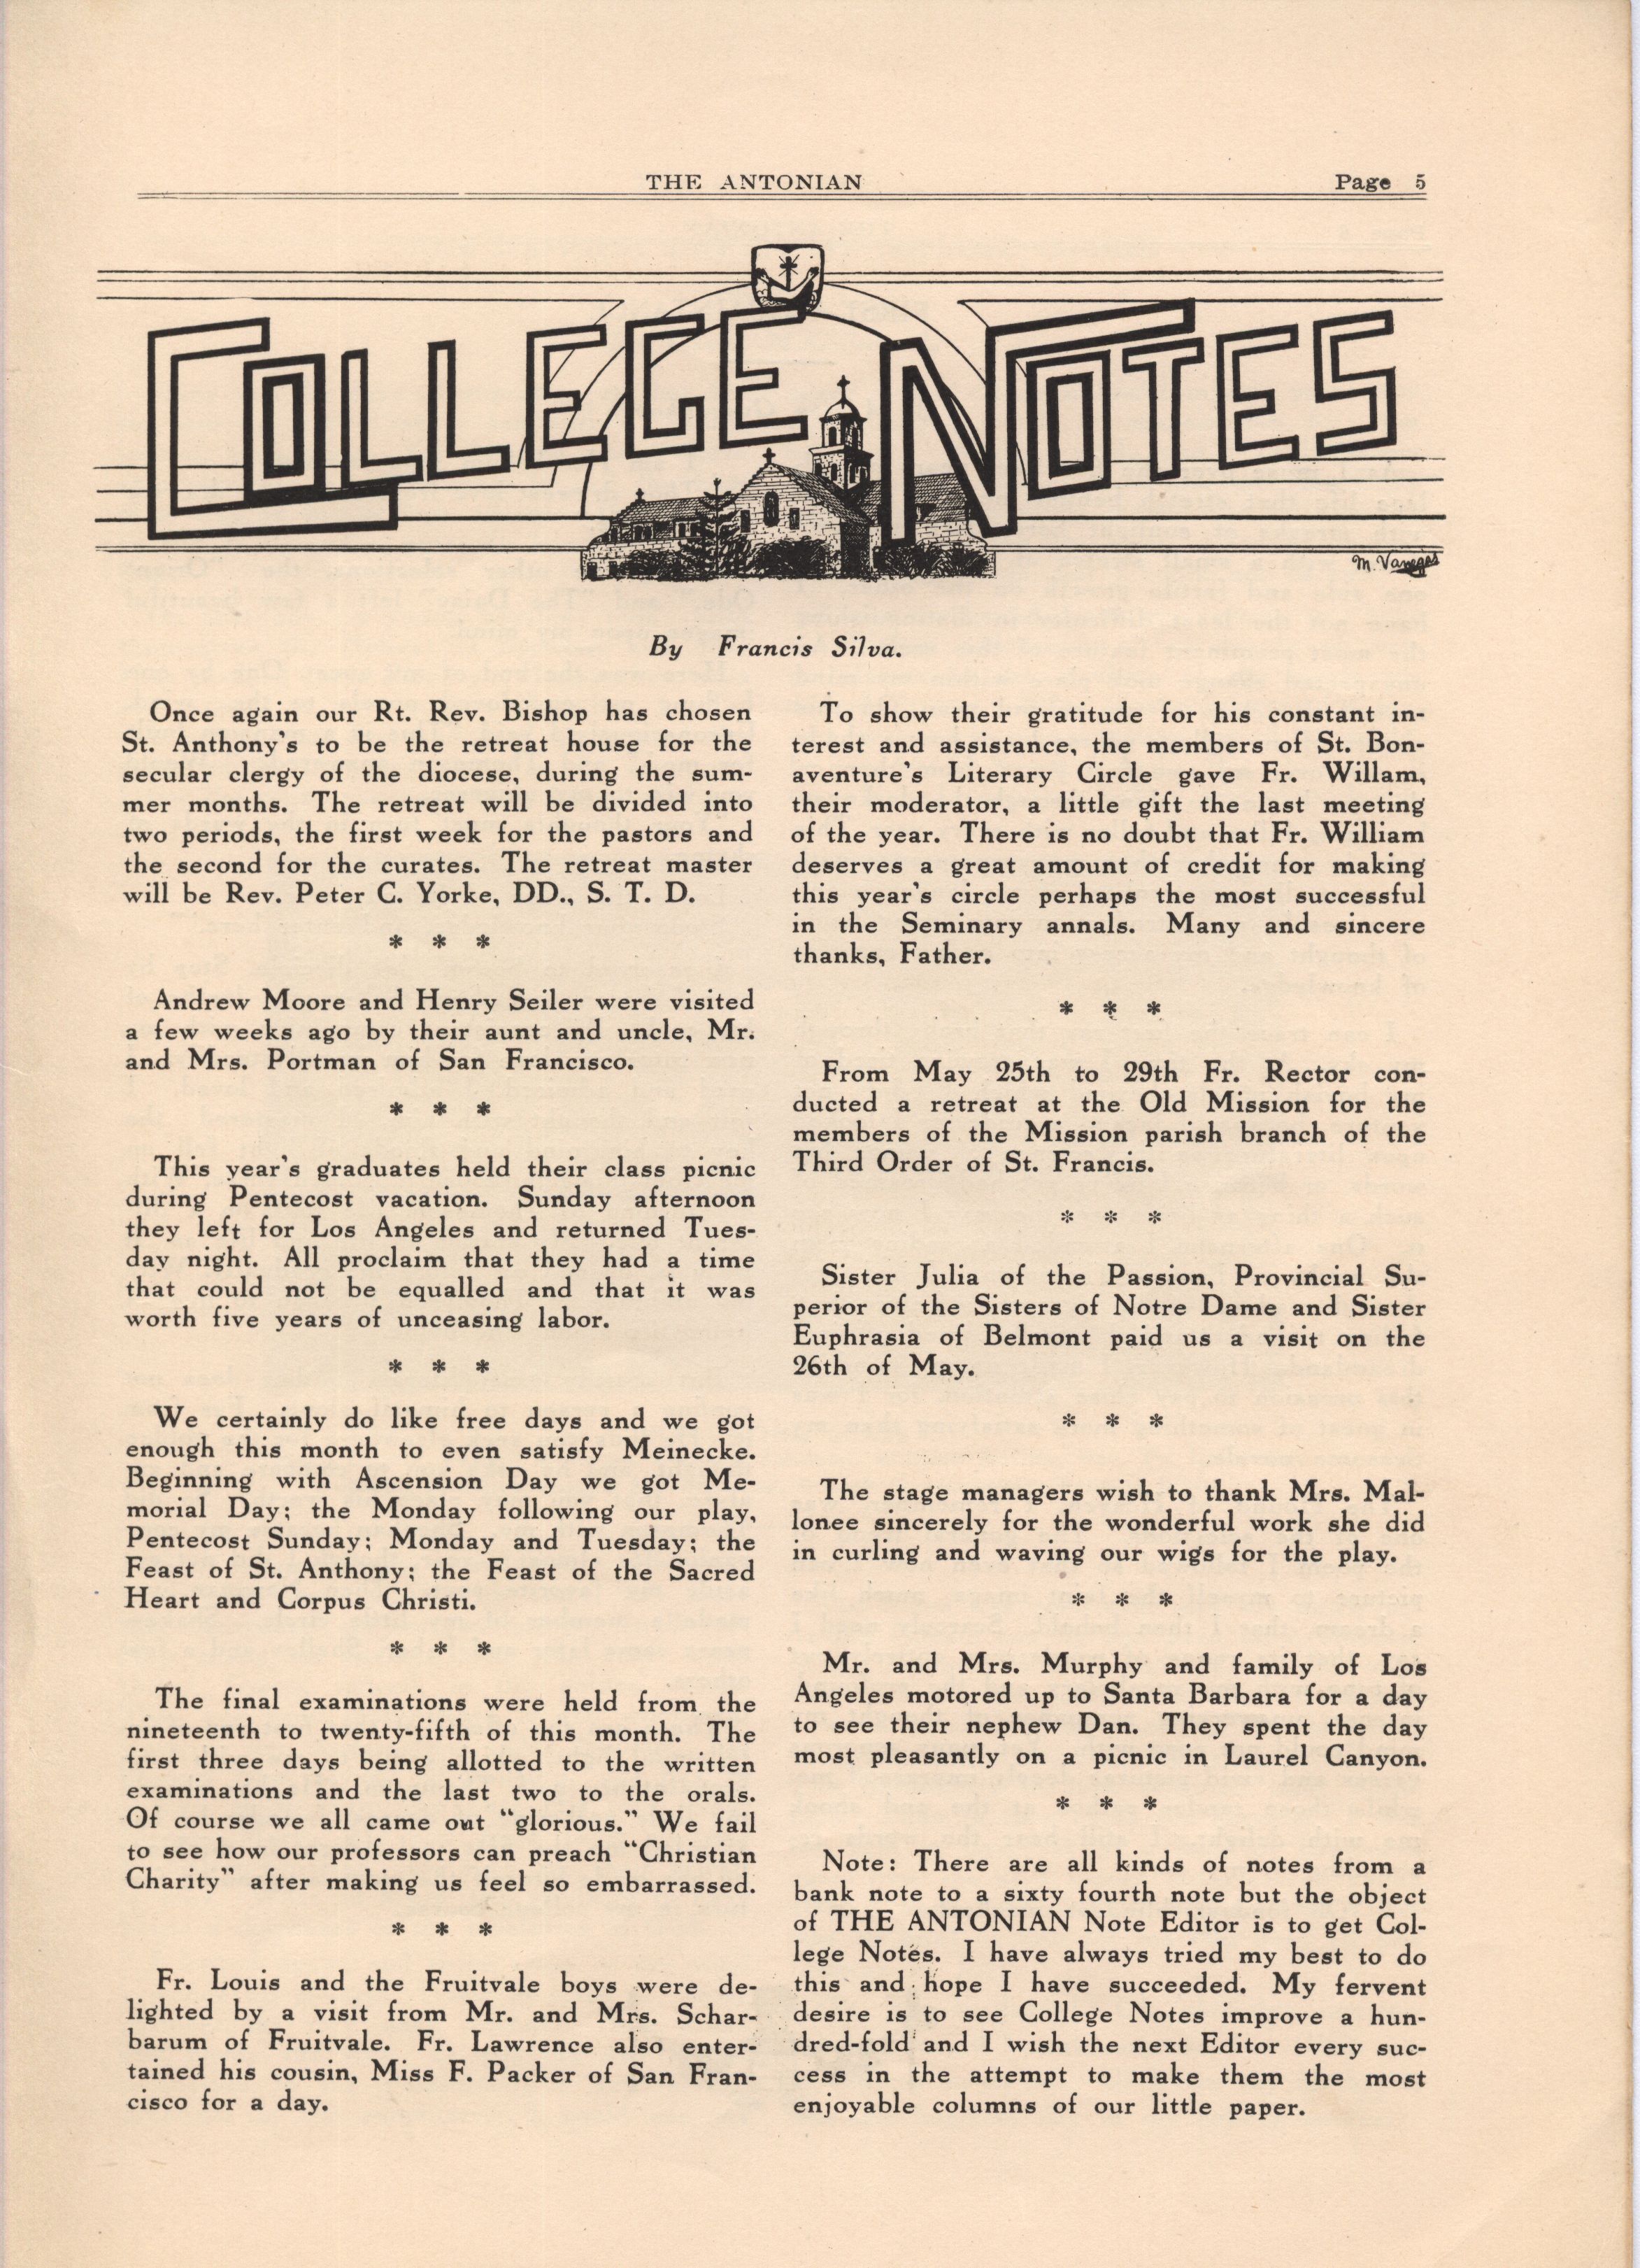 THE ANTONIAN
Page 5
COLLEGE NOTES
M. Vanegas
By Francis Silva.
Once again our Rt. Rev. Bishop has chosen
St. Anthony's to be the retreat house for the
secular clergy of the diocese, during the sum-
mer months. The retreat will be divided into
two periods, the first week for the pastors and
the second for the curates. The retreat master
will be Rev. Peter C. Yorke, DD., S. T. D.
* * *
Andrew Moore and Henry Seiler were visited
a few weeks ago by their aunt and uncle, Mr.
and Mrs. Portman of San Francisco.
* * *
This year's graduates held their class picnic
during Pentecost vacation. Sunday afternoon
they left for Los Angeles and returned Tues-
day night. All proclaim that they had a time
that could not be equalled and that it was
worth five years of unceasing labor.
* * *
We certainly do like free days and we got
enough this month to even satisfy Meinecke.
Beginning with Ascension Day we got Me-
morial Day; the Monday following our play,
Pentecost Sunday; Monday and Tuesday; the
Feast of St. Anthony; the Feast of the Sacred
Heart and Corpus Christi.
* * *
The final examinations were held from the
nineteenth to twenty-fifth of this month. The
first three days being allotted to the written
examinations and the last two to the orals.
Of course we all came out "glorious." We fail
to see how our professors can preach "Christian
Charity" after making us feel so embarrassed.
* * *
Fr. Louis and the Fruitvale boys were de-
lighted by a visit from Mr. and Mrs. Schar-
barum of Fruitvale. Fr. Lawrence also enter-
tained his cousin, Miss F. Packer of San Fran-
cisco for a day.
To show their gratitude for his constant in-
terest and assistance, the members of St. Bon-
aventure's Literary Circle gave Fr. Willam,
their moderator, a little gift the last meeting
of the year. There is no doubt that Fr. William
deserves a great amount of credit for making
this year's circle perhaps the most successful
in the Seminary annals. Many and sincere
thanks, Father.
* * *
From May 25th to 29th Fr. Rector con-
ducted a retreat at the Old Mission for the
members of the Mission parish branch of the
Third Order of St. Francis.
* * *
Sister Julia of the Passion, Provincial Su-
perior of the Sisters of Notre Dame and Sister
Euphrasia of Belmont paid us a visit on the
26th of May.
* * *
The stage managers wish to thank Mrs. Mal-
lonee sincerely for the wonderful work she did
in curling and waving our wigs for the play.
* * *
Mr. and Mrs. Murphy and family of Los
Angeles motored up to Santa Barbara for a day
to see their nephew Dan. They spent the day
most pleasantly on a picnic in Laurel Canyon.
* * *
Note: There are all kinds of notes from a
bank note to a sixty fourth note but the object
of THE ANTONIAN Note Editor is to get Col-
lege Notes. I have always tried my best to do
this and hope I have succeeded. My fervent
desire is to see College Notes improve a hun-
dred-fold and I wish the next Editor every suc-
cess in the attempt to make them the most
enjoyable columns of our little paper.